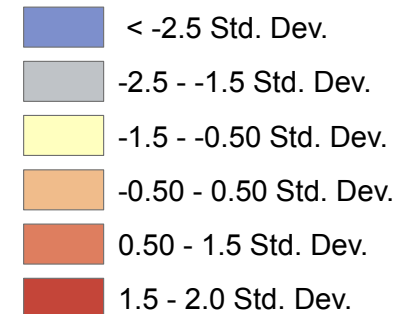 < -2.5 Std. Dev.
-2.5 - -1.5 Std. Dev.
-1.5 - -0.50 Std. Dev.
-0.50 - 0.50 Std. Dev.
0.50 - 1.5 Std. Dev.
1.5 - 2.0 Std. Dev.